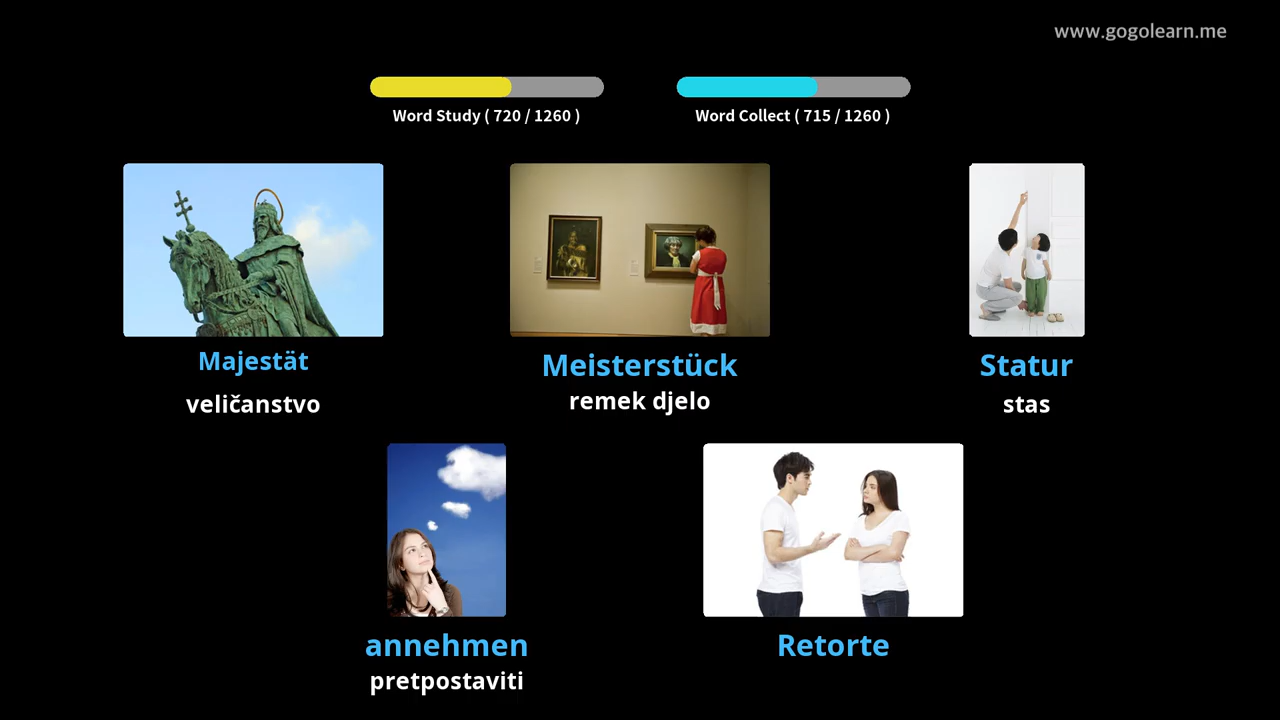 www.gogolearn.me
Word Study ( 720 / 1260 )
Word Collect ( 715 / 1260 )
Majestät
veličanstvo
Meisterstück
remek djelo
Statur
stas
annehmen
pretpostaviti
Retorte